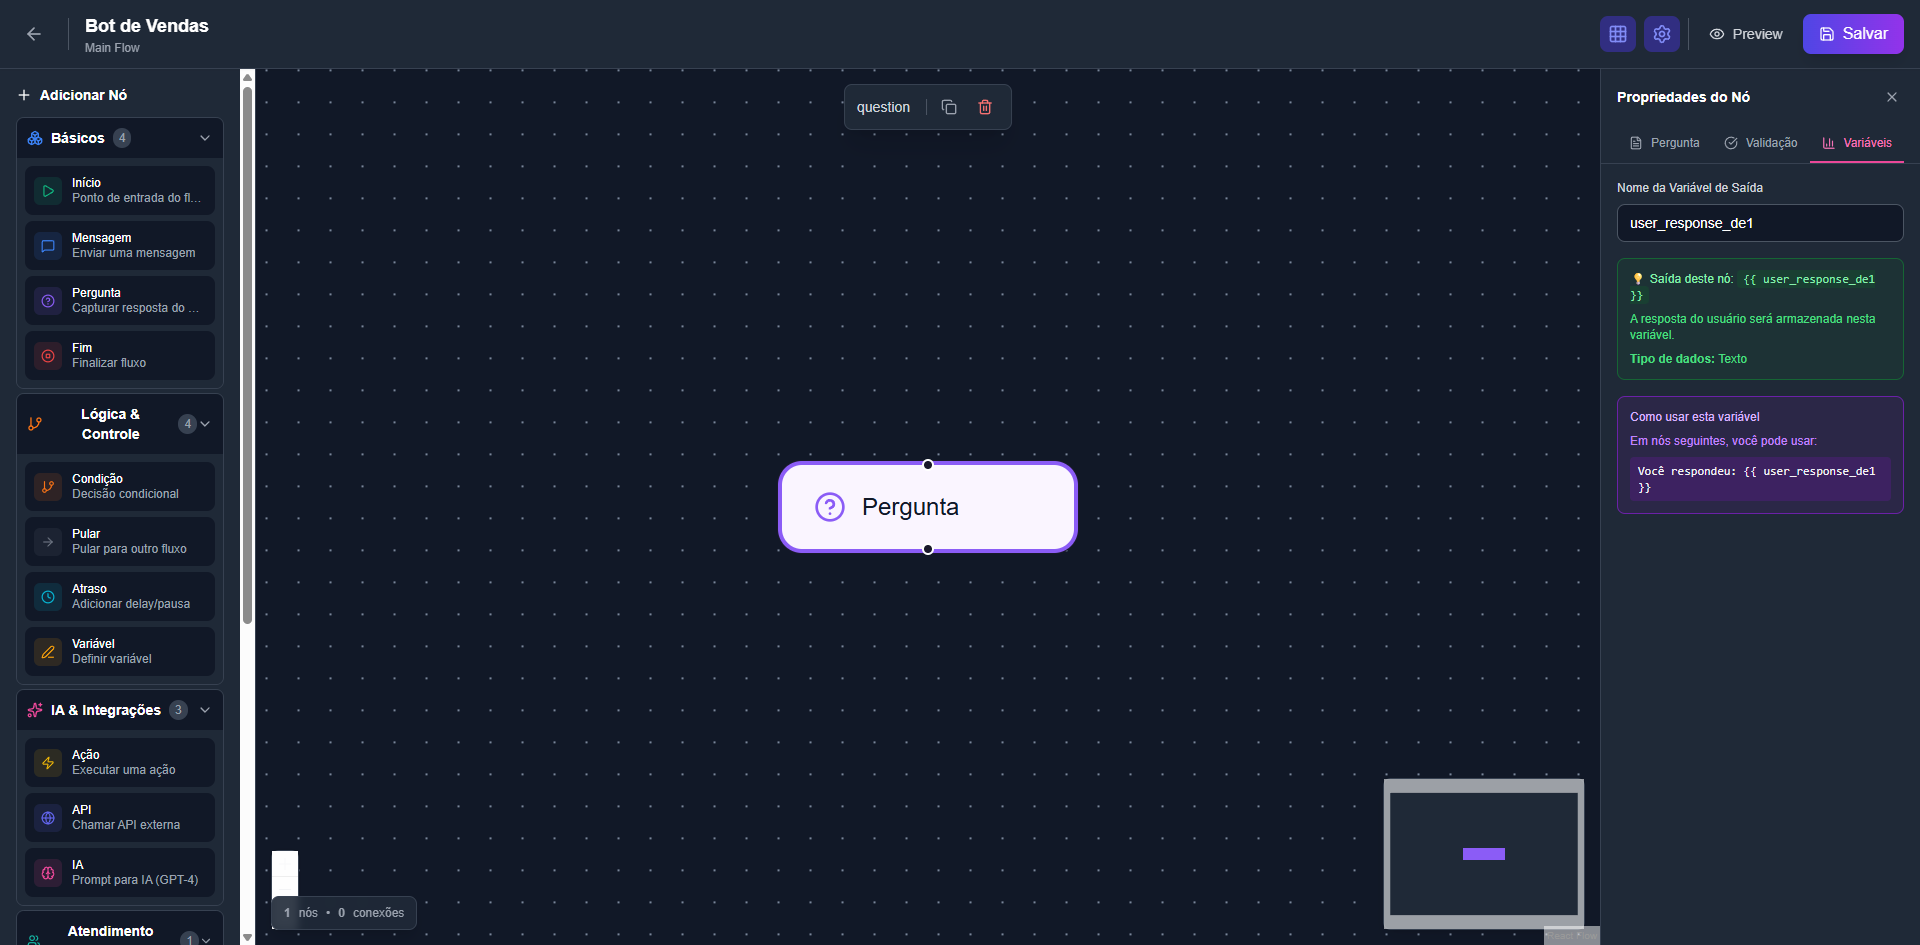 Bot de Vendas
Main Flow
Preview
Salvar
Adicionar Nó
Básicos 4
Início
Ponto de entrada do fl...
Mensagem
Enviar uma mensagem
Pergunta
Capturar resposta do ...
Fim
Finalizar fluxo
Lógica &
Controle
4
Condição
Decisão condicional
Pular
Pular para outro fluxo
Atraso
Adicionar delay/pausa
Variável
Definir variável
IA & Integrações 3
Ação
Executar uma ação
API
Chamar API externa
IA
Prompt para IA (GPT-4)
Atendimento
1
question
Pergunta
1 nós • 0 conexões
Propriedades do Nó
Pergunta
Validação
Variáveis
Nome da Variável de Saída
user_response_de1
💡 Saída deste nó: {{ user_response_de1
}}
A resposta do usuário será armazenada nesta
variável.
Tipo de dados: Texto
Como usar esta variável
Em nós seguintes, você pode usar:
Você respondeu: {{ user_response_de1
}}